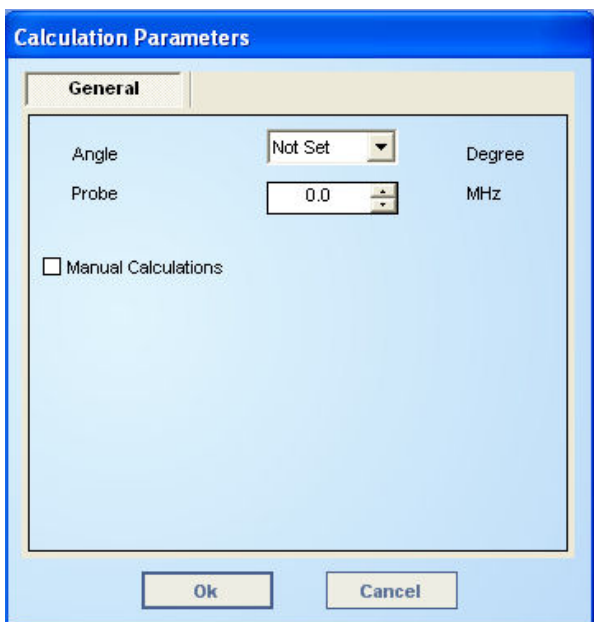 Calculation Parameters
General
Angle Not Set Degree
Probe 0.0 MHz
Manual Calculations
Ok Cancel